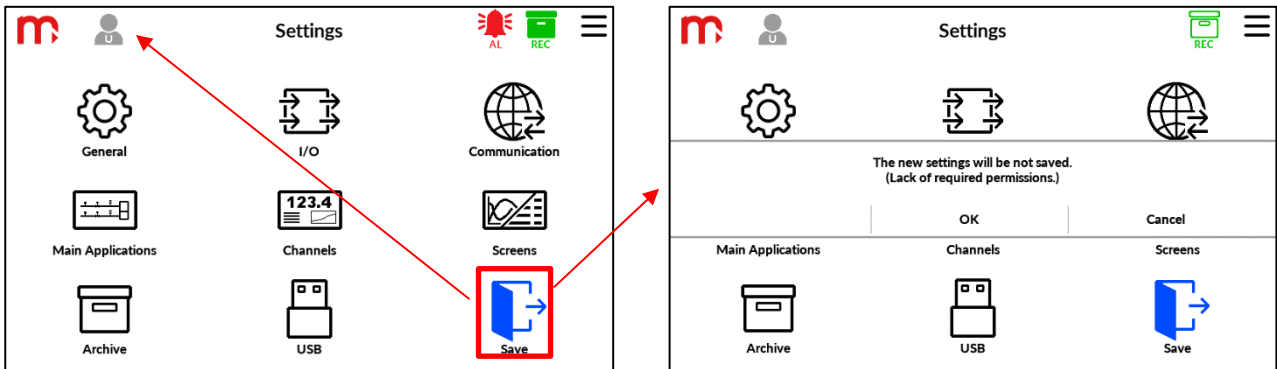 m
U
Settings
AL
REC
General
I/O
Communication
123.4
Main Applications
Channels
Screens
Archive
USB
Save
m
U
Settings
REC
The new settings will be not saved.
(Lack of required permissions.)
OK
Cancel
Main Applications
Channels
Screens
Archive
USB
Save